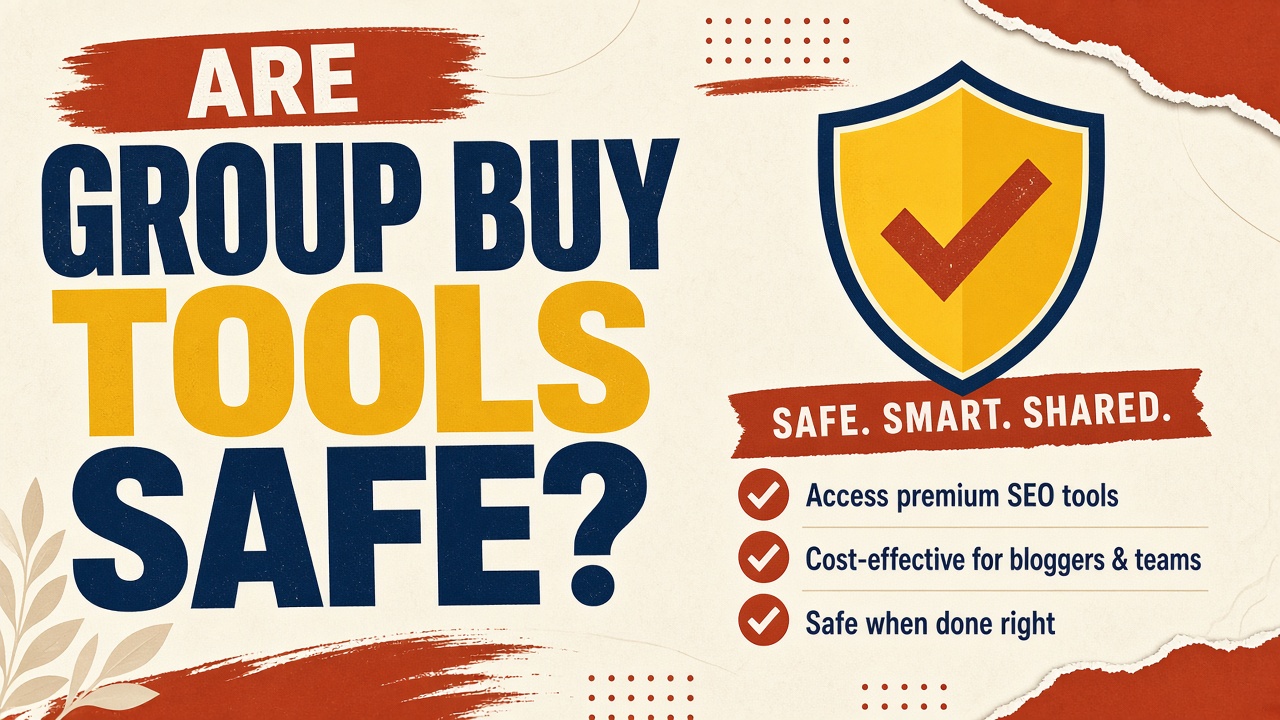 ARE
GROUP BUY
TOOLS
SAFE?
SAFE. SMART. SHARED.
Access premium SEO tools
Cost-effective for bloggers & teams
Safe when done right